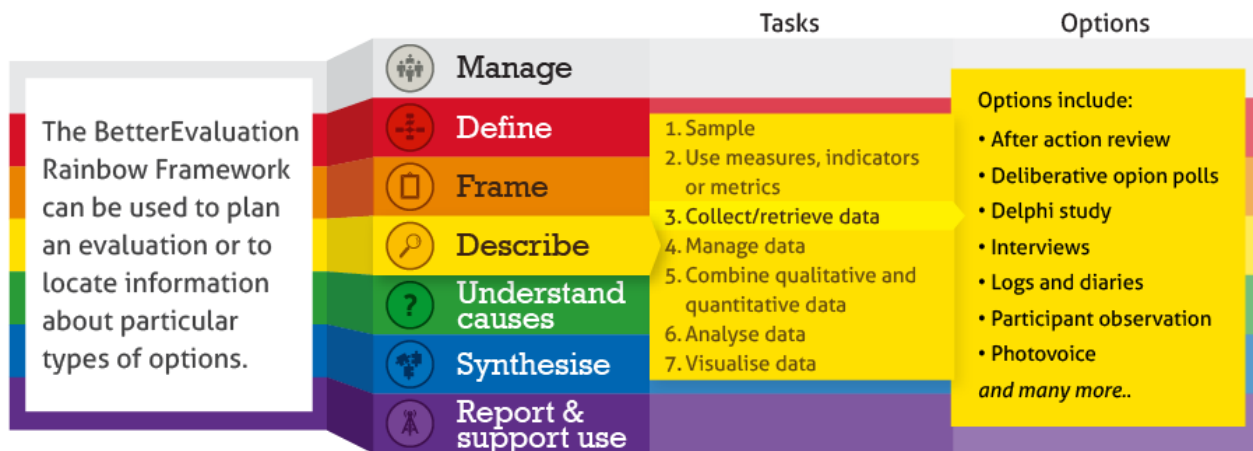 Tasks
Options
The BetterEvaluation
Rainbow Framework
can be used to plan
an evaluation or to
locate information
about particular
types of options.
Manage
Define
Frame
Describe
?
Understand
causes
Synthesise
Report &
support use
1. Sample
2. Use measures, indicators
or metrics
3. Collect/retrieve data
4. Manage data
5. Combine qualitative and
quantitative data
6. Analyse data
7. Visualise data
Options include:
• After action review
• Deliberative opion polls
• Delphi study
• Interviews
• Logs and diaries
• Participant observation
• Photovoice
and many more..